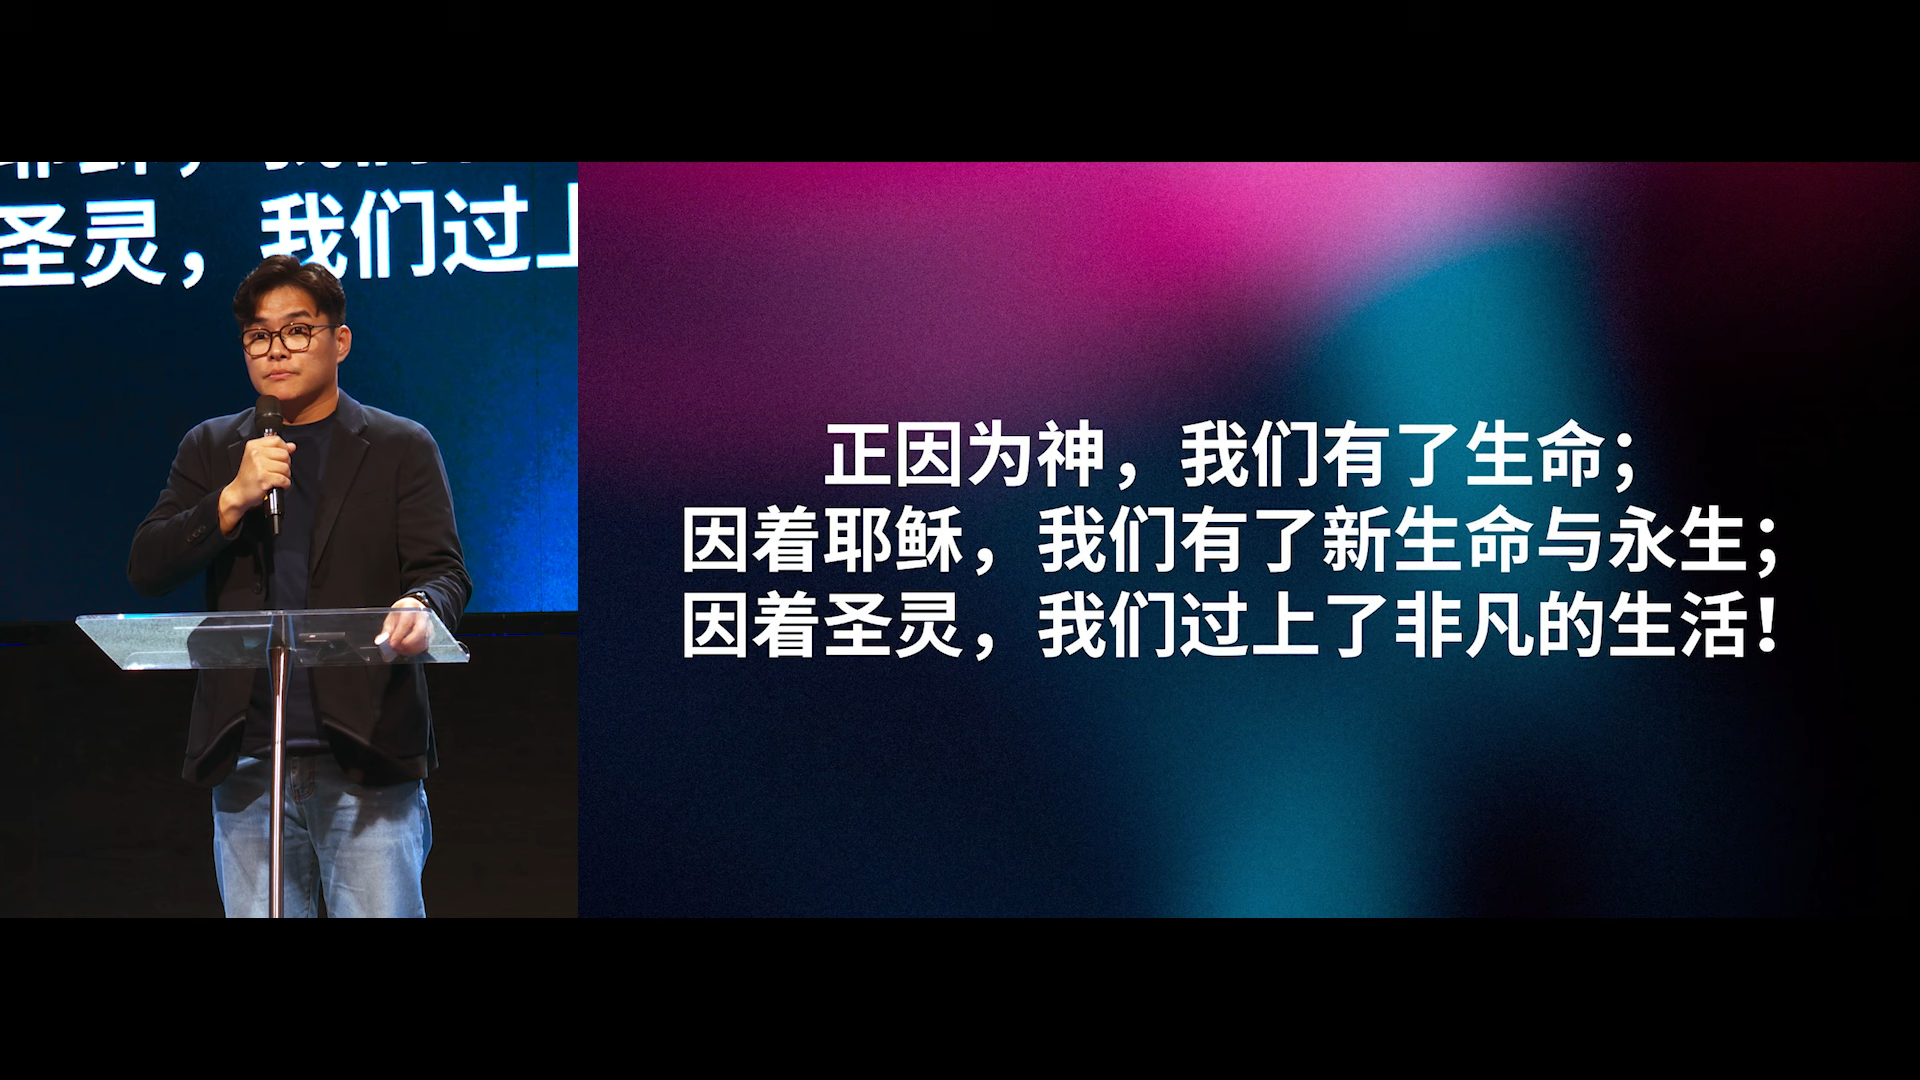 圣灵，我们过上
正因为神，我们有了生命；
因着耶稣，我们有了新生命与永生；
因着圣灵，我们过上了非凡的生活！